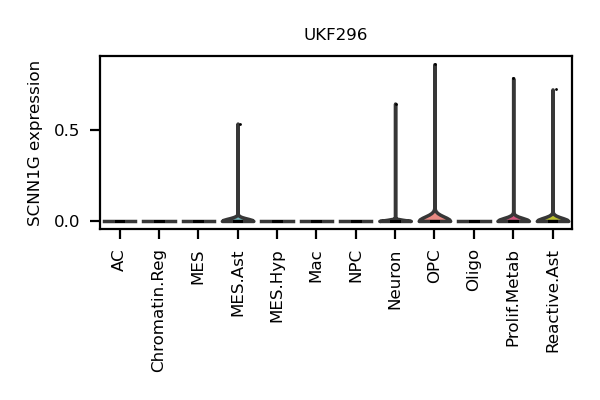 UKF296
SCNN1G expression
0.5
0.0
AC
Chromatin.Reg
MES
MES.Ast
MES.Hyp
Mac
NPC
Neuron
OPC
Oligo
Prolif.Metab
Reactive.Ast